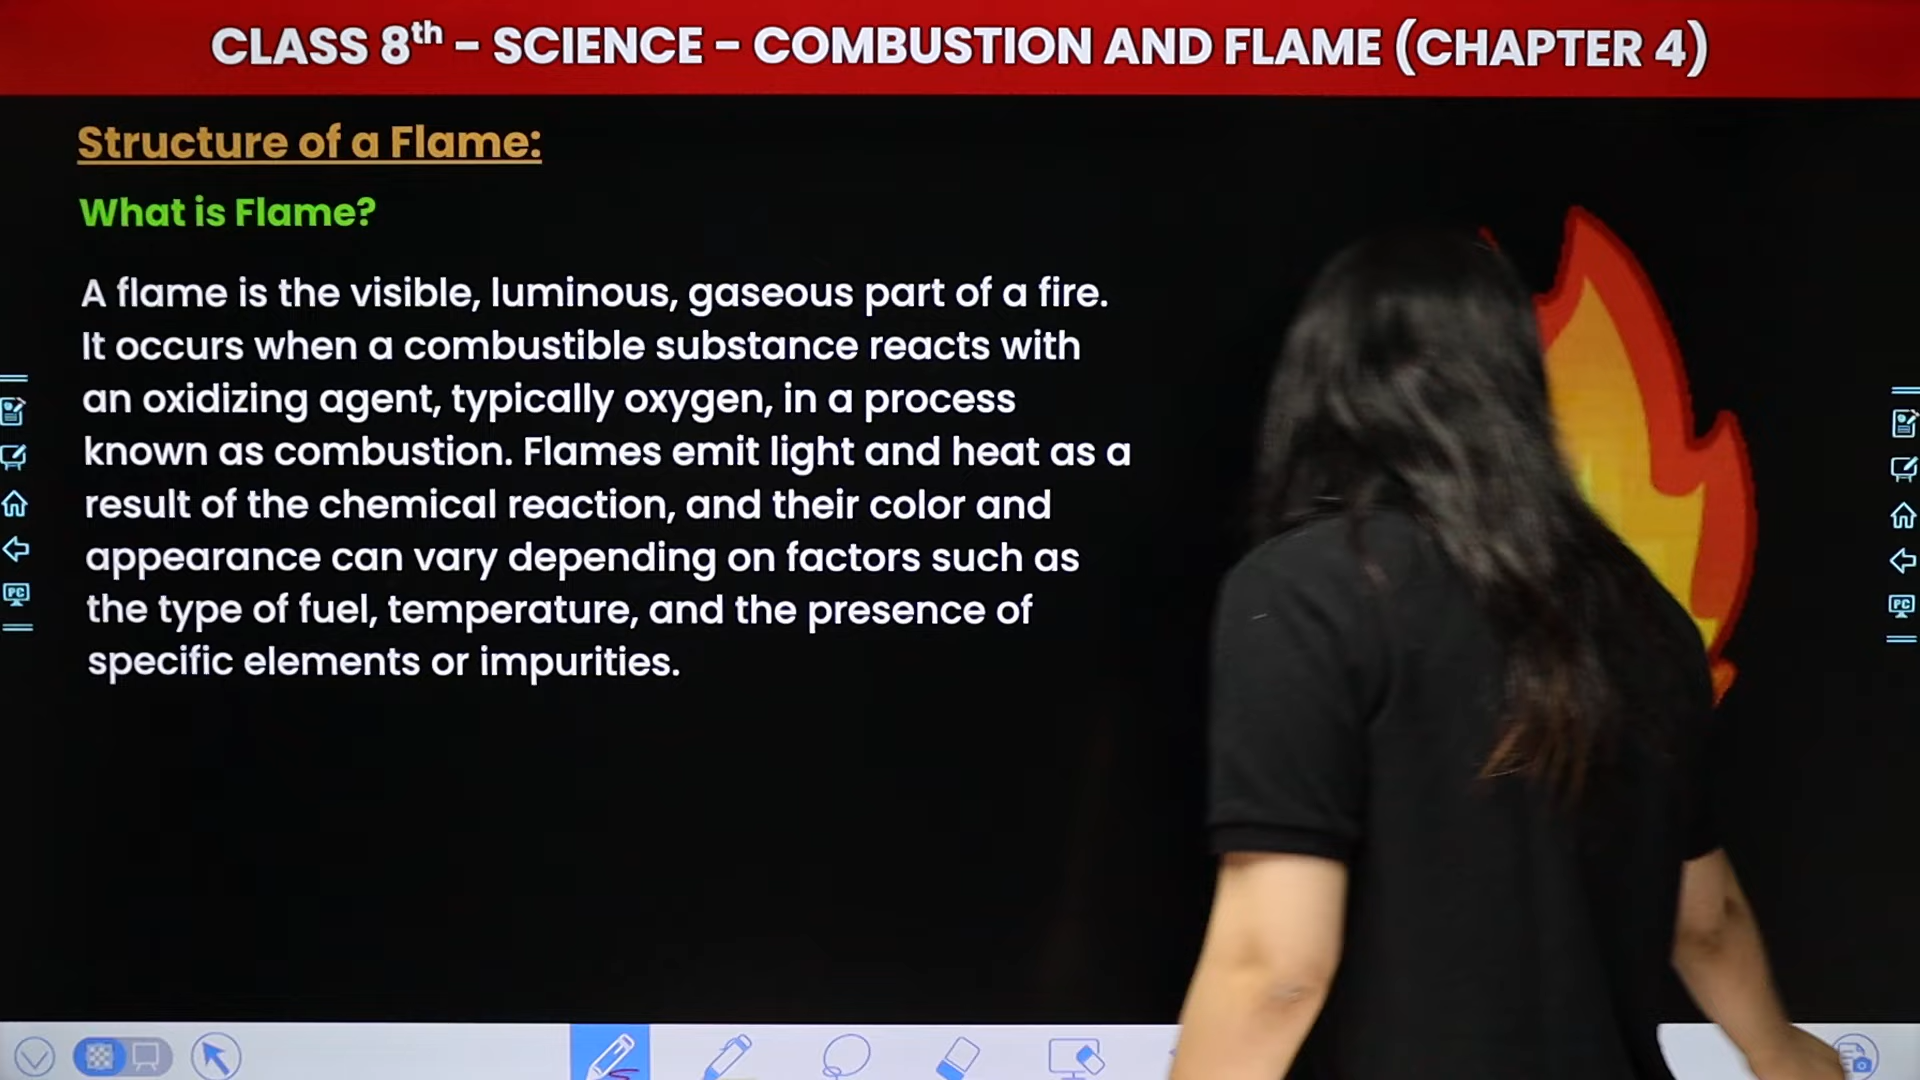 CLASS 8th - SCIENCE - COMBUSTION AND FLAME (CHAPTER 4)
Structure of a Flame:
What is Flame?
A flame is the visible, luminous, gaseous part of a fire.
It occurs when a combustible substance reacts with
an oxidizing agent, typically oxygen, in a process
known as combustion. Flames emit light and heat as a
result of the chemical reaction, and their color and
appearance can vary depending on factors such as
the type of fuel, temperature, and the presence of
specific elements or impurities.
PC
PC